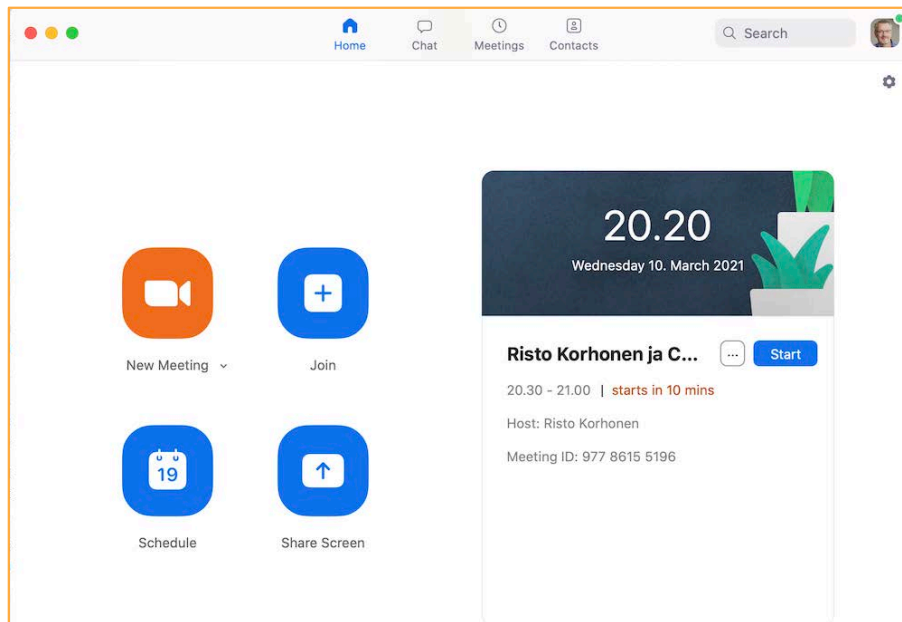 Home
Chat
Meetings
Contacts
Search
20.20
Wednesday 10. March 2021
New Meeting
Join
Risto Korhonen ja C...
...
Start
20.30 - 21.00 | starts in 10 mins
Host: Risto Korhonen
Meeting ID: 977 8615 5196
19
Schedule
Share Screen